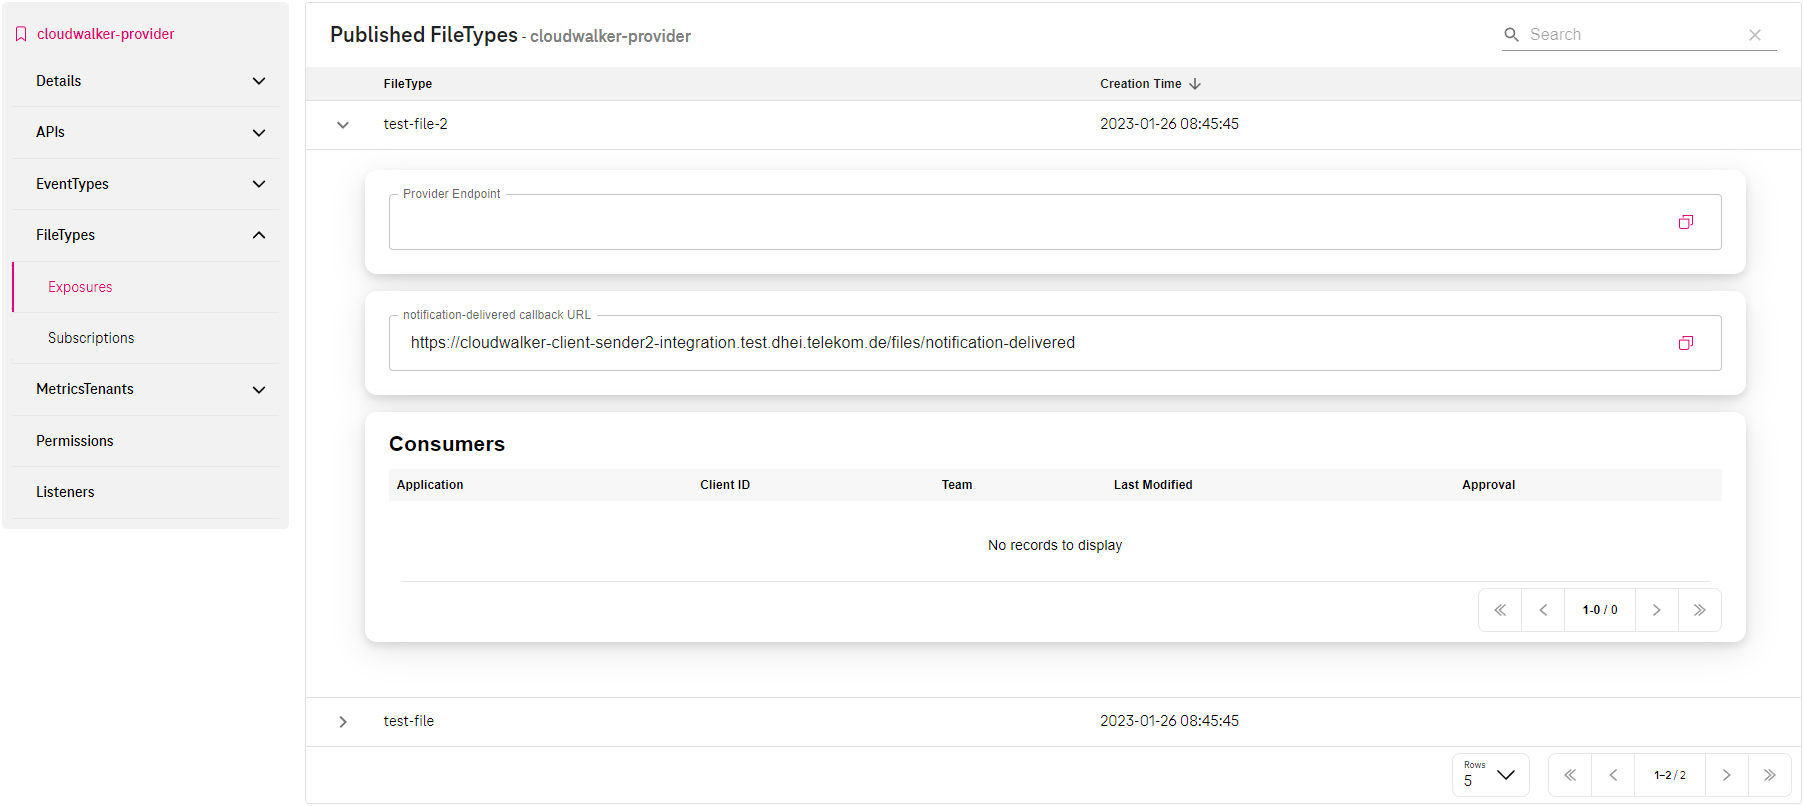 cloudwalker-provider
Details
APIs
EventTypes
FileTypes
Exposures
Subscriptions
MetricsTenants
Permissions
Listeners
Published FileTypes - cloudwalker-provider
Search
FileType Creation Time
test-file-2 2023-01-26 08:45:45
Provider Endpoint
notification-delivered callback URL
https://cloudwalker-client-sender2-integration.test.dhei.telekom.de/files/notification-delivered
Consumers
Application Client ID Team Last Modified Approval
No records to display
1-0 / 0
test-file 2023-01-26 08:45:45
Rows
5
1-2 / 2